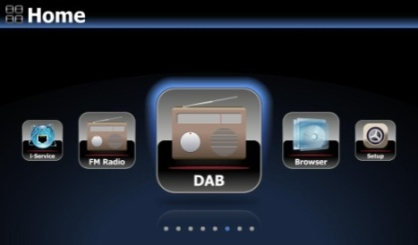 Home
i-Service
FM Radio
DAB
Browser
Setup